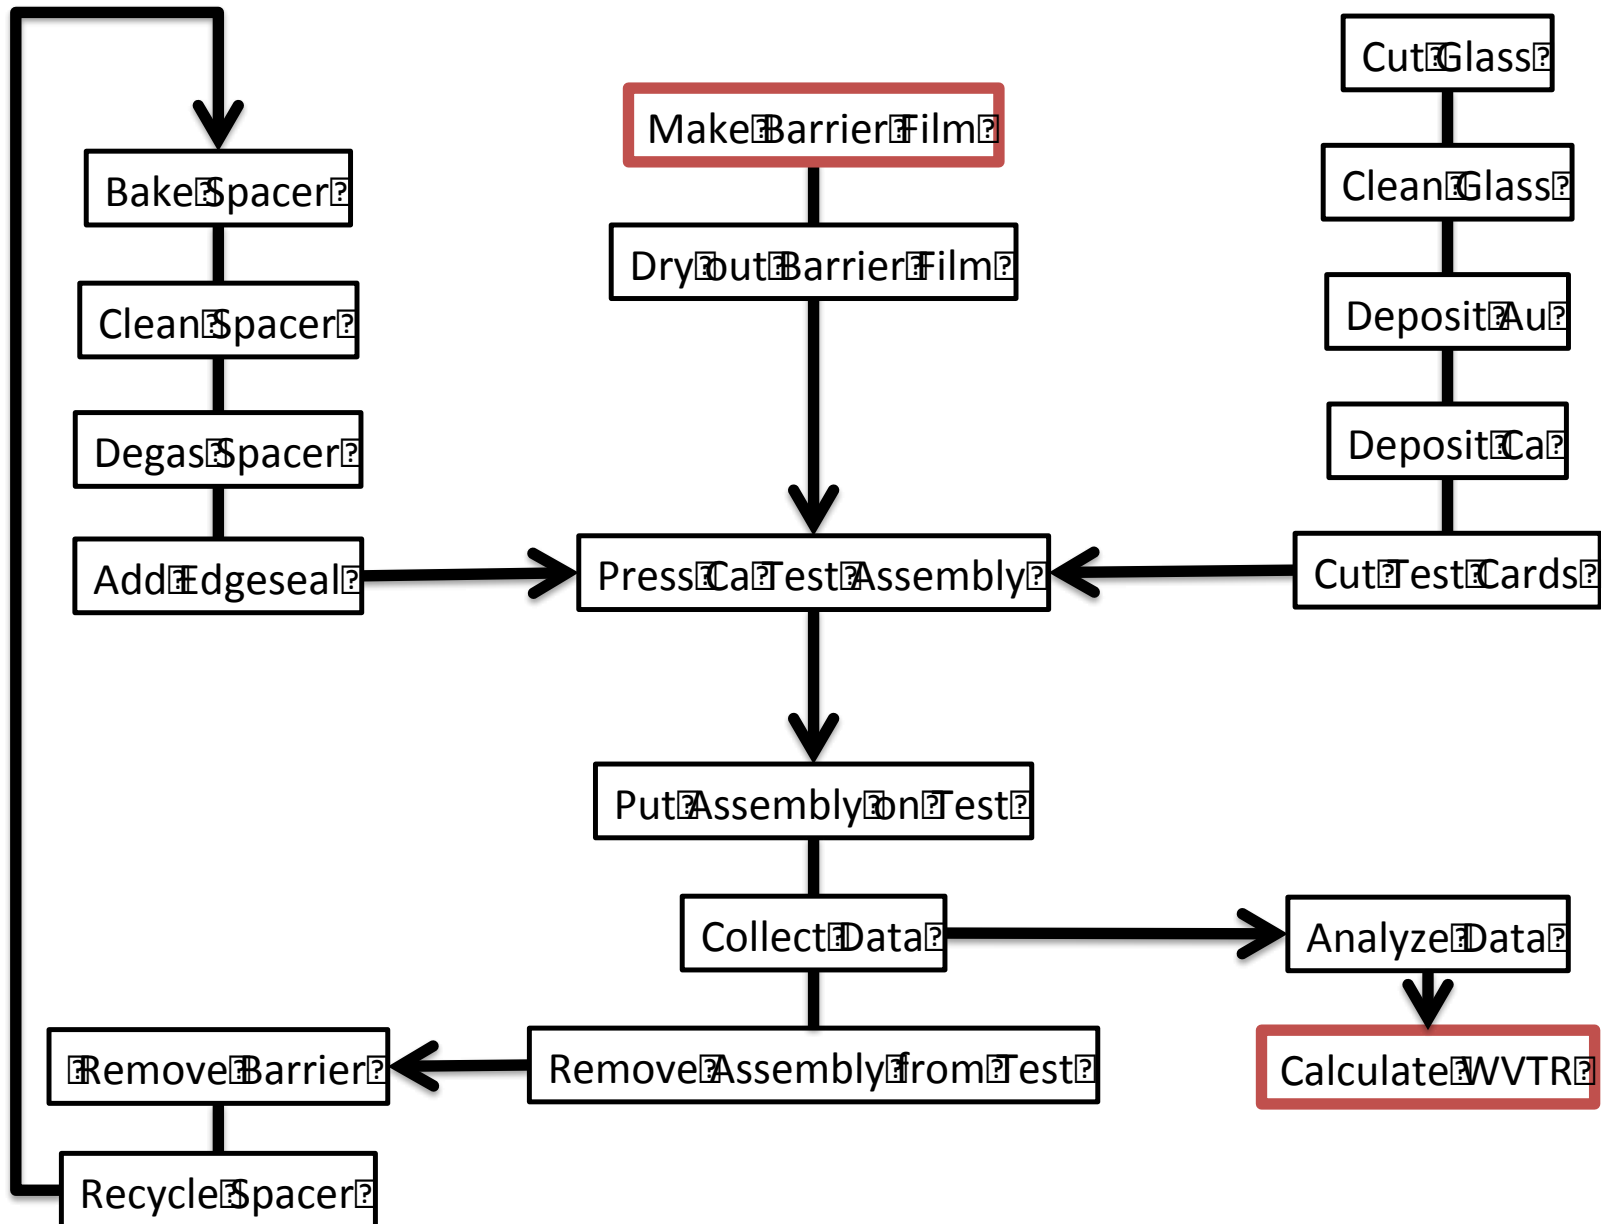 Cut Glass
Make Barrier Film
Clean Glass
Bake Spacer
Dry out Barrier Film
Clean Spacer
Deposit Au
Degas Spacer
Deposit Ca
Add Edgeseal
Press Ca Test Assembly
Cut Test Cards
Put Assembly on Test
Collect Data
Analyze Data
Remove Barrier
Remove Assembly from Test
Calculate WVTR
Recycle Spacer